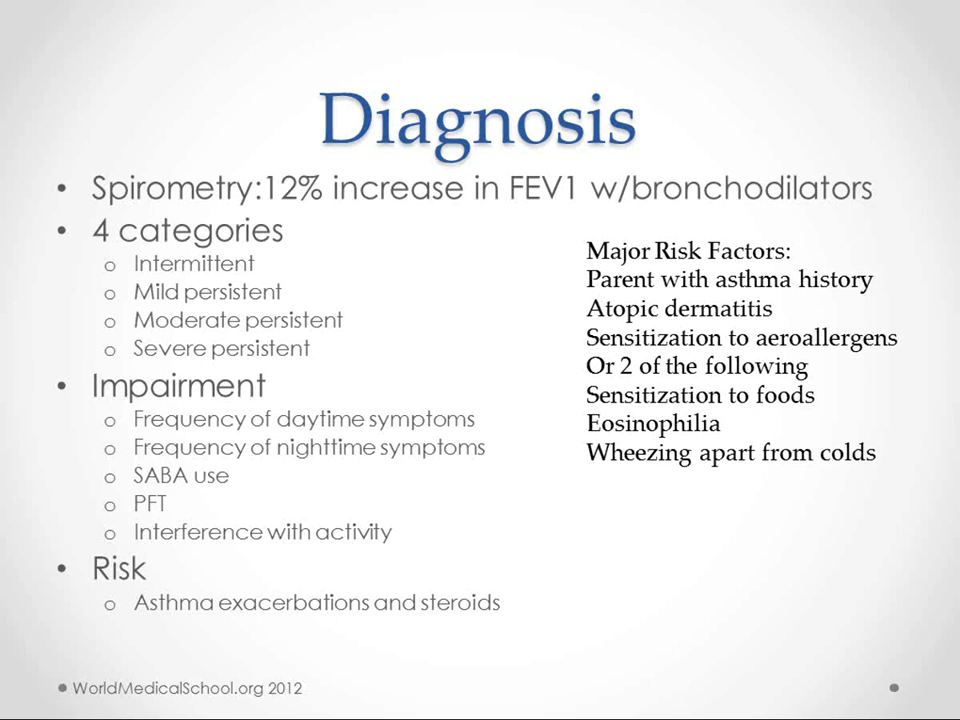 Diagnosis
• Spirometry:12% increase in FEV1 w/bronchodilators
• 4 categories
o Intermittent
o Mild persistent
o Moderate persistent
o Severe persistent
• Impairment
o Frequency of daytime symptoms
o Frequency of nighttime symptoms
o SABA use
o PFT
o Interference with activity
• Risk
o Asthma exacerbations and steroids
Major Risk Factors:
Parent with asthma history
Atopic dermatitis
Sensitization to aeroallergens
Or 2 of the following
Sensitization to foods
Eosinophilia
Wheezing apart from colds
WorldMedicalSchool.org 2012